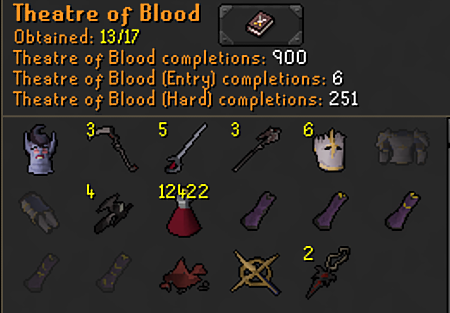 Theatre of Blood
Obtained: 13/17
Theatre of Blood completions: 900
Theatre of Blood (Entry) completions: 6
Theatre of Blood (Hard) completions: 251
3 5 3 6
4 12422
2